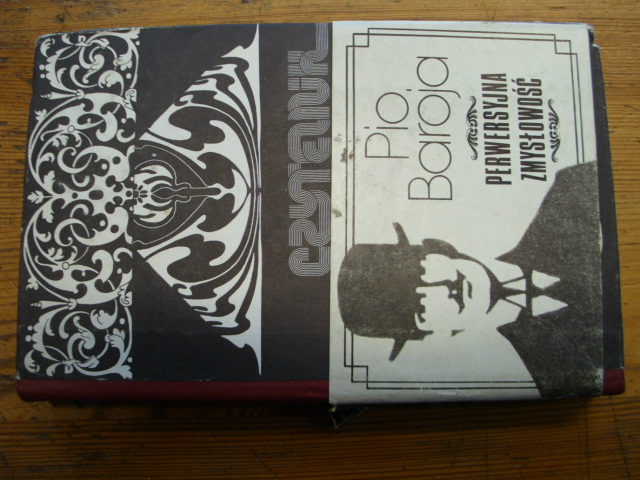 CZYTELNIK
Pio
Baroja
PERWERSYJNA
ZMYSŁOWOŚĆ